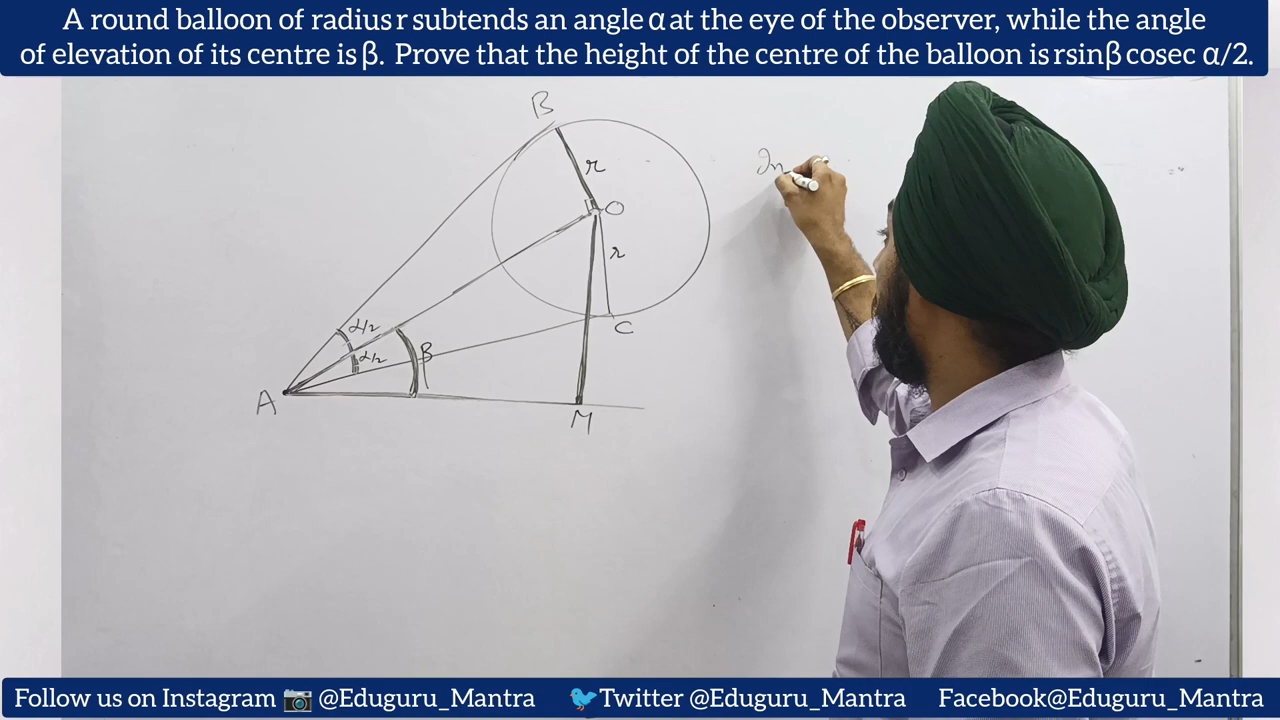 A round balloon of radius r subtends an angle α at the eye of the observer, while the angle
of elevation of its centre is β. Prove that the height of the centre of the balloon is rsinβ cosec α/2.
B
In
r
O
r
α/2
C
α/2
β
A
M
Follow us on Instagram 📷 @Eduguru_Mantra 🐦Twitter @Eduguru_Mantra Facebook@Eduguru_Mantra